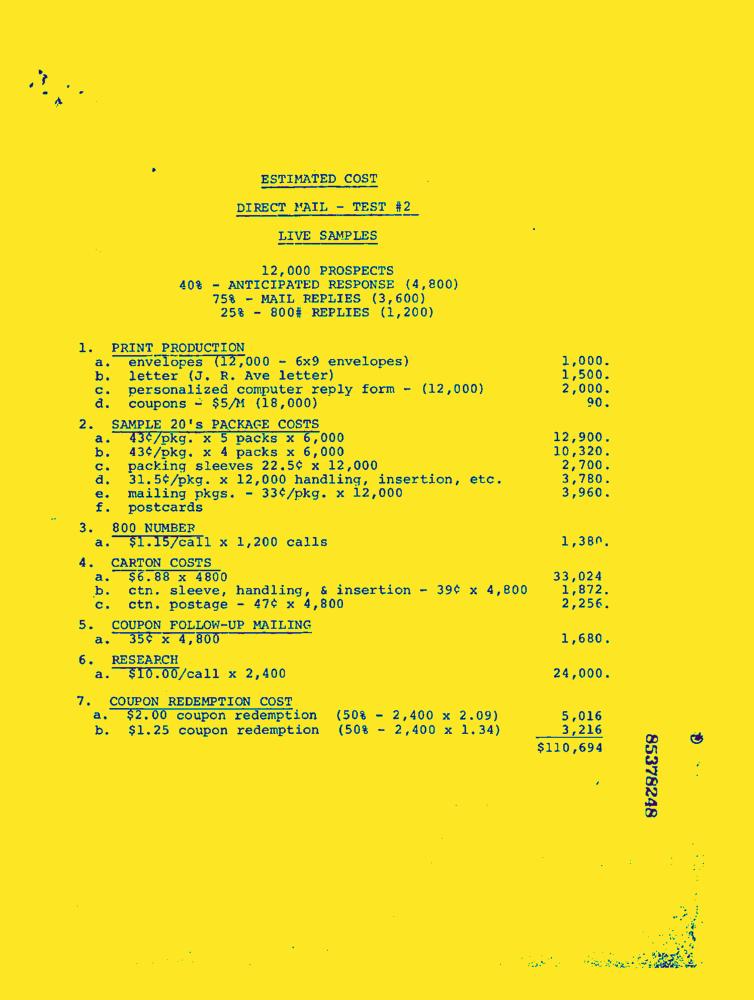 ESTIMATED COST
DIRECT MAIL - TEST #2
LIVE SAMPLES
12,000 PROSPECTS
40% - ANTICIPATED RESPONSE (4,800)
75% - MAIL REPLIES (3,600)
25% - 800# REPLIES (1,200)
1. PRINT PRODUCTION
a. envelopes (12,000 - 6x9 envelopes) 1,000.
b. letter (J. R. Ave letter) 1,500.
c. personalized computer reply form - (12,000) 2,000.
d. coupons - $5/M (18,000) 90.
2. SAMPLE 20's PACKAGE COSTS
a. 43¢/pkg. x 5 packs x 6,000 12,900.
b. 43¢/pkg. x 4 packs x 6,000 10,320.
c. packing sleeves 22.5¢ x 12,000 2,700.
d. 31.5¢/pkg. x 12,000 handling, insertion, etc. 3,780.
e. mailing pkgs. - 33¢/pkg. x 12,000 3,960.
f. postcards
3. 800 NUMBER
a. $1.15/call x 1,200 calls 1,380.
4. CARTON COSTS
a. $6.88 x 4800 33,024
b. ctn. sleeve, handling, & insertion - 39¢ x 4,800 1,872.
c. ctn. postage - 47¢ x 4,800 2,256.
5. COUPON FOLLOW-UP MAILING
a. 35¢ x 4,800 1,680.
6. RESEARCH
a. $10.00/call x 2,400 24,000.
7. COUPON REDEMPTION COST
a. $2.00 coupon redemption (50% - 2,400 x 2.09) 5,016
b. $1.25 coupon redemption (50% - 2,400 x 1.34) 3,216
$110,694
85378248